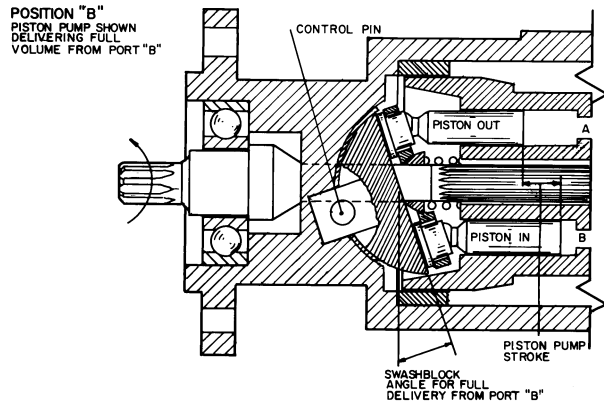 POSITION "B"
PISTON PUMP SHOWN
DELIVERING FULL
VOLUME FROM PORT "B"
CONTROL PIN
PISTON OUT
A
PISTON IN
B
PISTON PUMP
STROKE
SWASHBLOCK
ANGLE FOR FULL
DELIVERY FROM PORT "B"